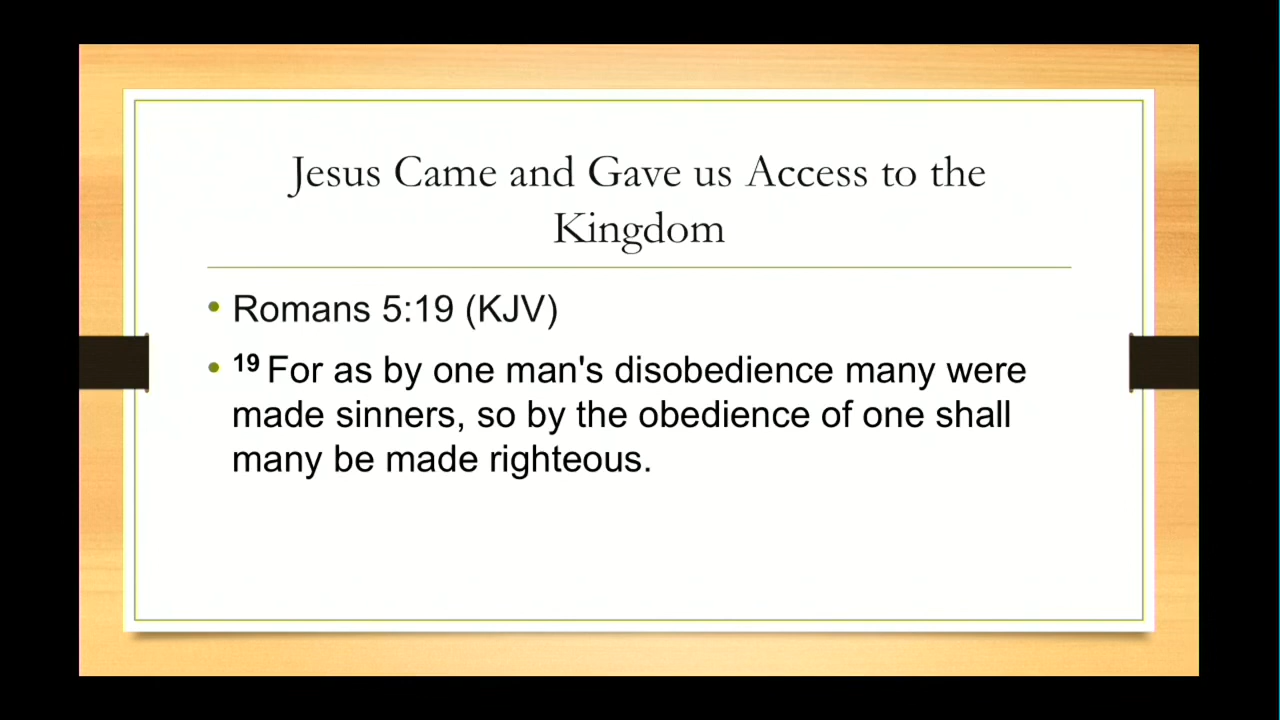 Jesus Came and Gave us Access to the
Kingdom
• Romans 5:19 (KJV)
• 19 For as by one man's disobedience many were
made sinners, so by the obedience of one shall
many be made righteous.